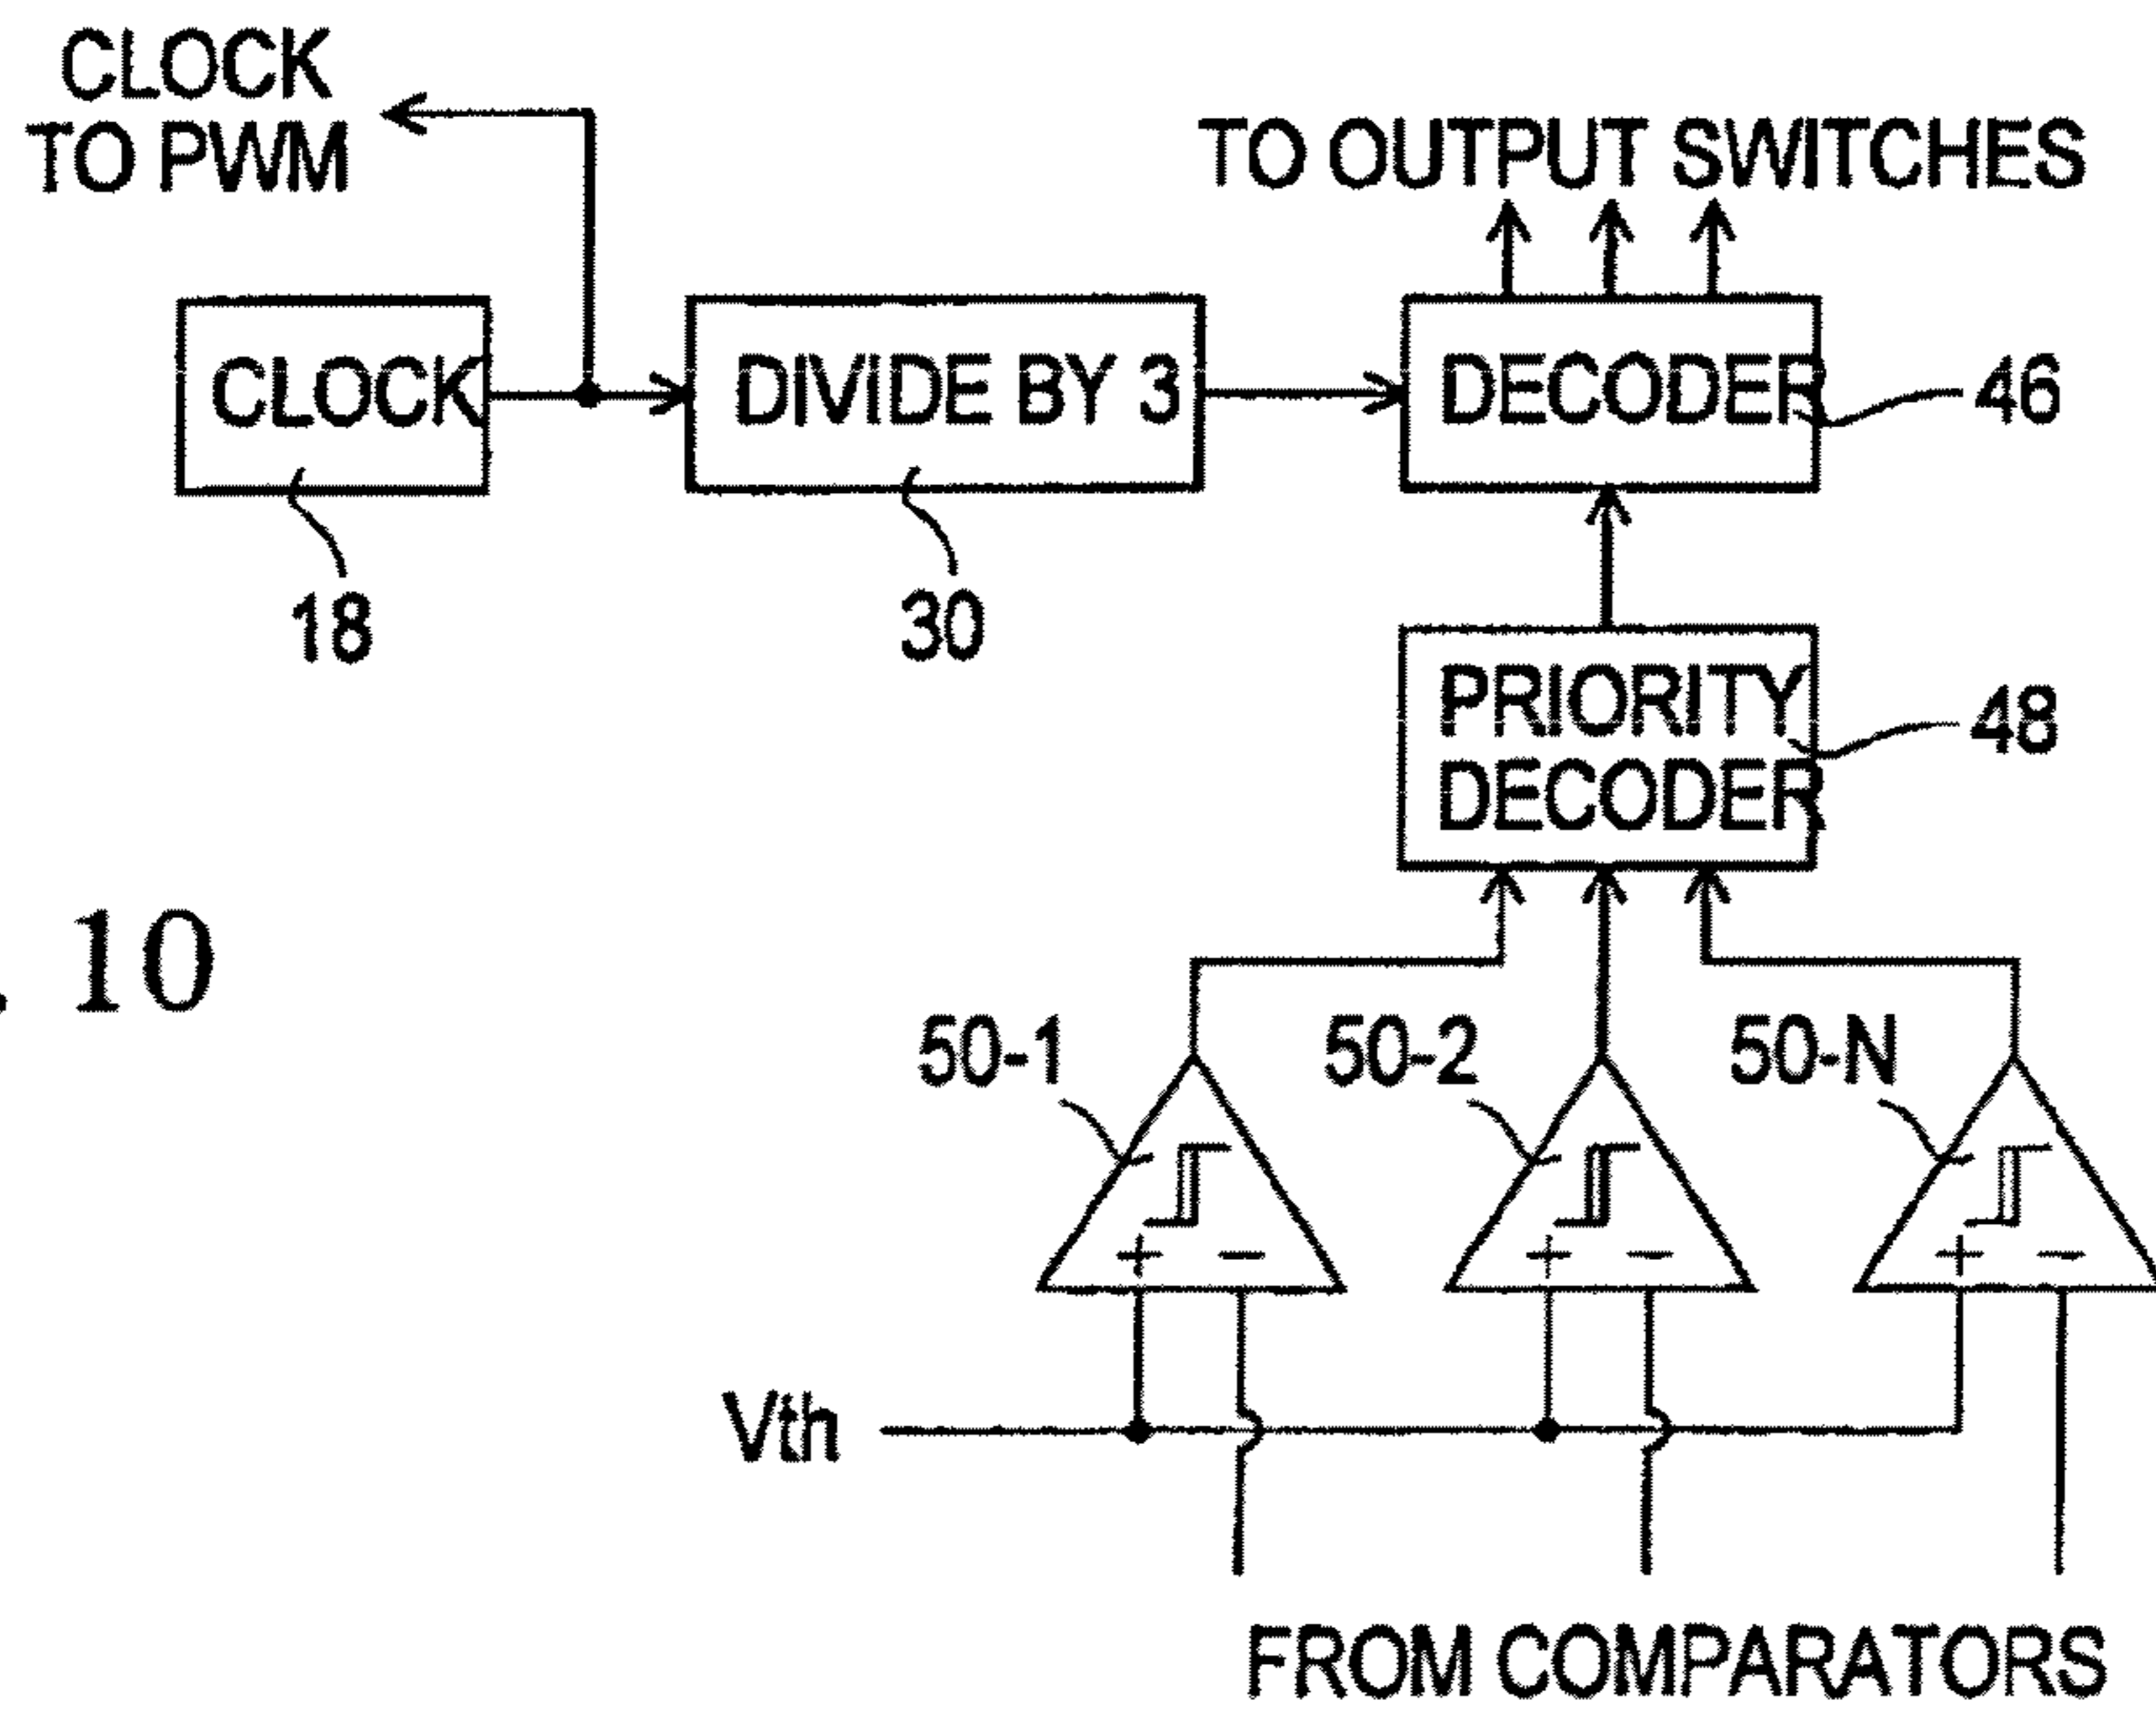 CLOCK
TO PWM
TO OUTPUT SWITCHES
CLOCK
DIVIDE BY 3
DECODER
46
18
30
PRIORITY
DECODER
48
. 10
50-1
50-2
50-N
+ -
+ -
+ -
Vth
FROM COMPARATORS